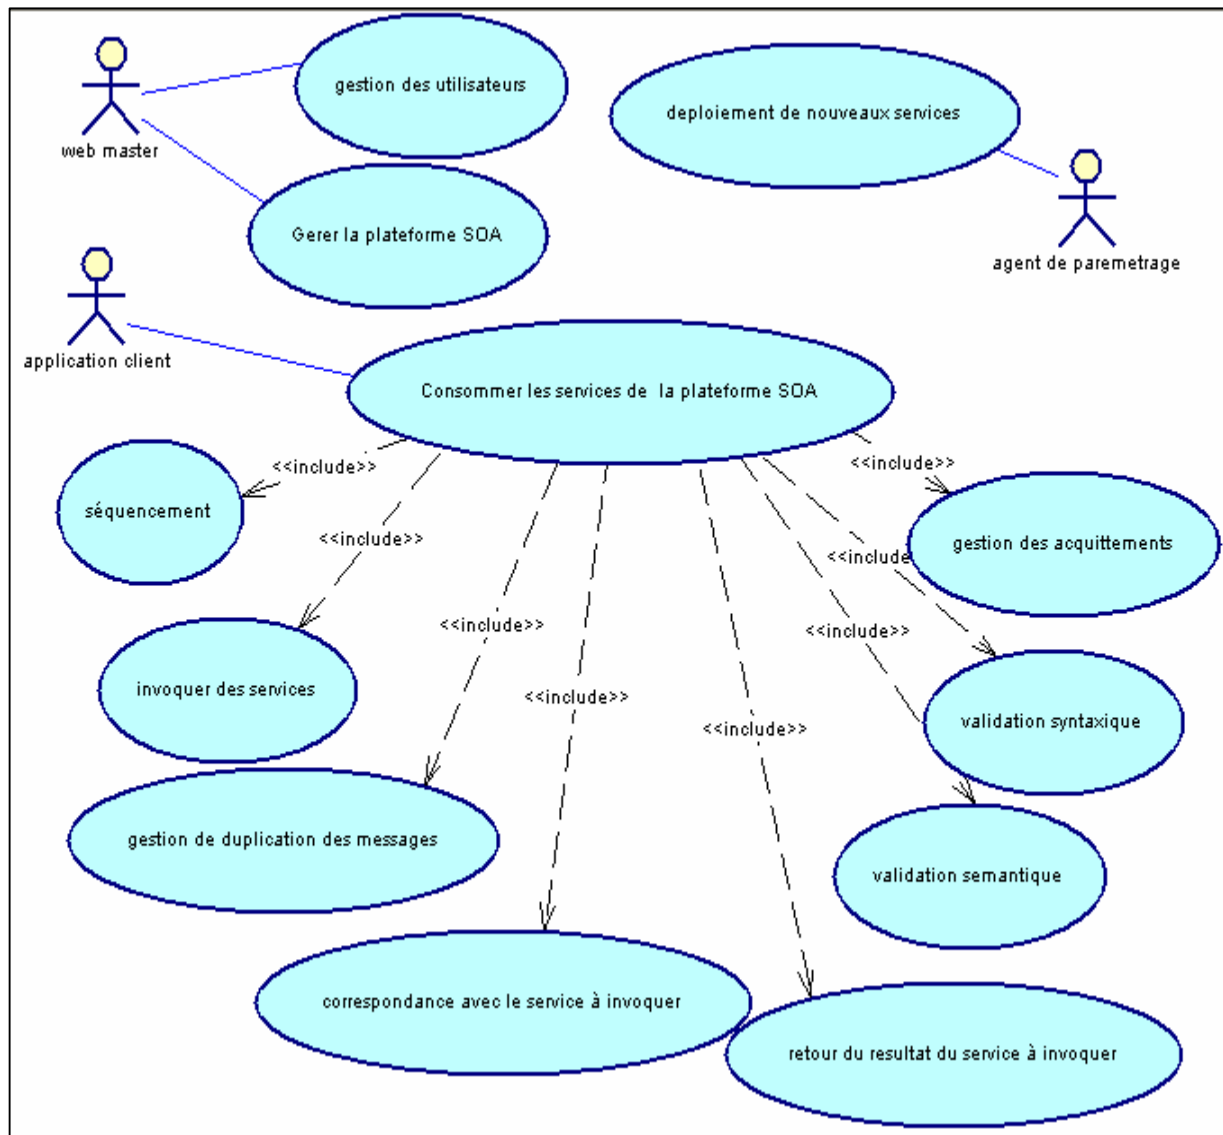 gestion des utilisateurs
deploiement de nouveaux services
web master
Gerer la plateforme SOA
agent de paremetrage
application client
Consommer les services de la plateforme SOA
<<include>>
<<include>>
séquencement
<<include>>
gestion des acquittements
<<include>
<<include>>
<<include>>
invoquer des services
<<include>>
validation syntaxique
<<include>>
gestion de duplication des messages
validation semantique
correspondance avec le service à invoquer
retour du resultat du service à invoquer